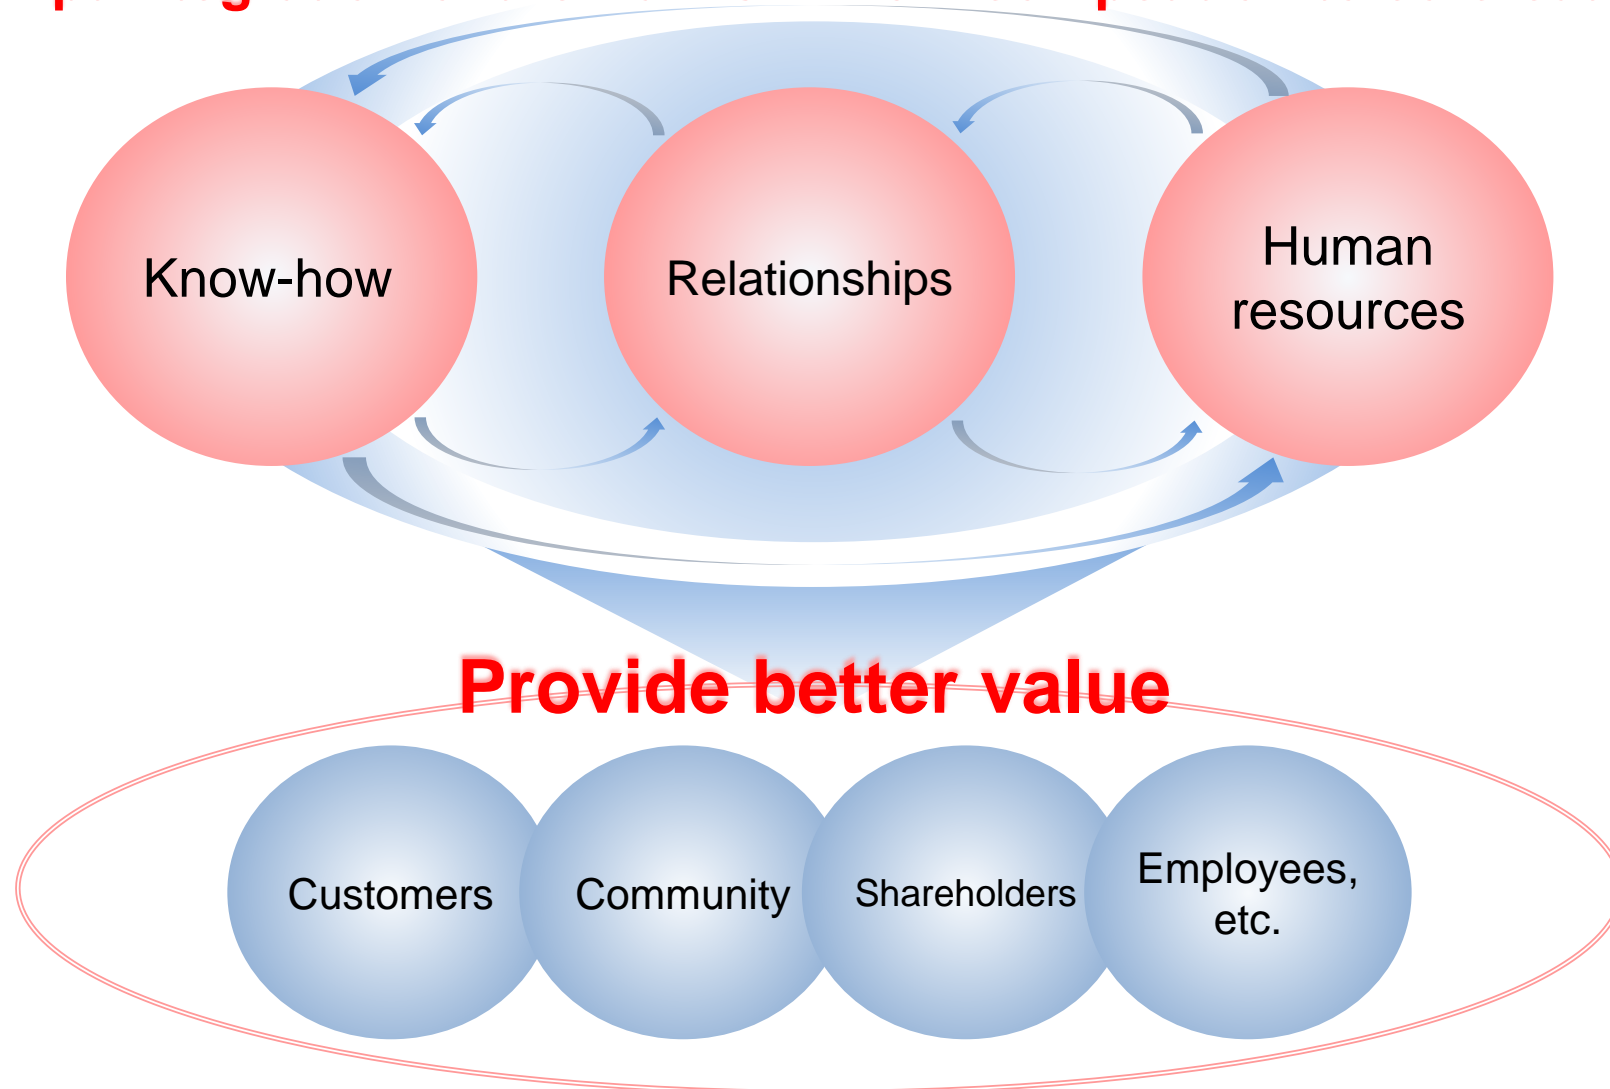 Know-how
Relationships
Human
resources
Provide better value
Customers
Community
Shareholders
Employees,
etc.